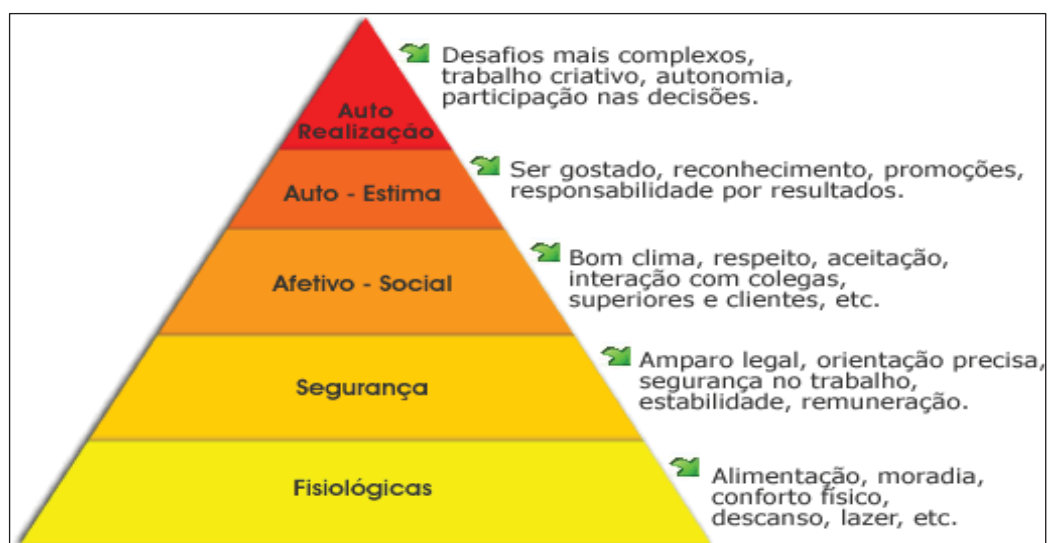 Desafios mais complexos,
trabalho criativo, autonomia,
participação nas decisões.
Auto
Realização
Ser gostado, reconhecimento, promoções,
responsabilidade por resultados.
Auto - Estima
Bom clima, respeito, aceitação,
interação com colegas,
superiores e clientes, etc.
Afetivo - Social
Amparo legal, orientação precisa,
segurança no trabalho,
estabilidade, remuneração.
Segurança
Alimentação, moradia,
conforto físico,
descanso, lazer, etc.
Fisiológicas